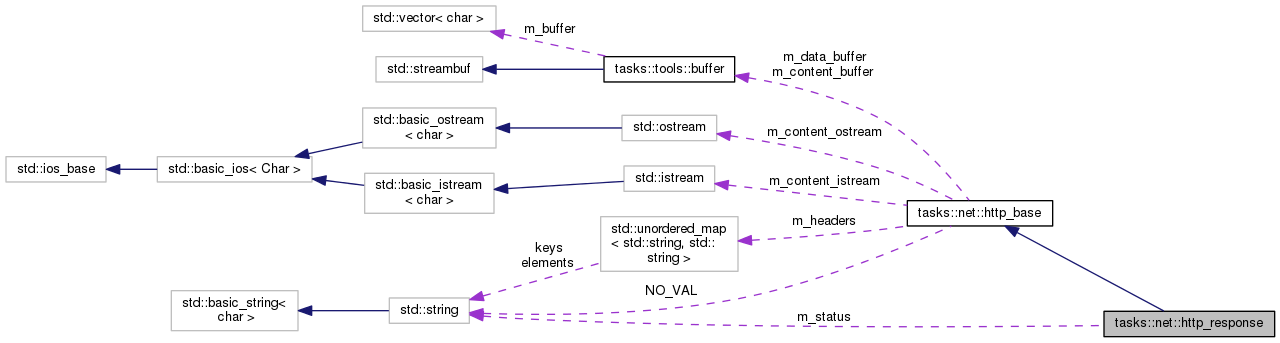 std::vector< char >
m_buffer
std::streambuf
tasks::tools::buffer
m_data_buffer
m_content_buffer
std::basic_ostream
< char >
std::ostream
m_content_ostream
std::ios_base
std::basic_ios< Char >
std::basic_istream
< char >
std::istream
m_content_istream
tasks::net::http_base
std::unordered_map
< std::string, std::
string >
m_headers
keys
elements
NO_VAL
std::basic_string<
char >
std::string
m_status
tasks::net::http_response